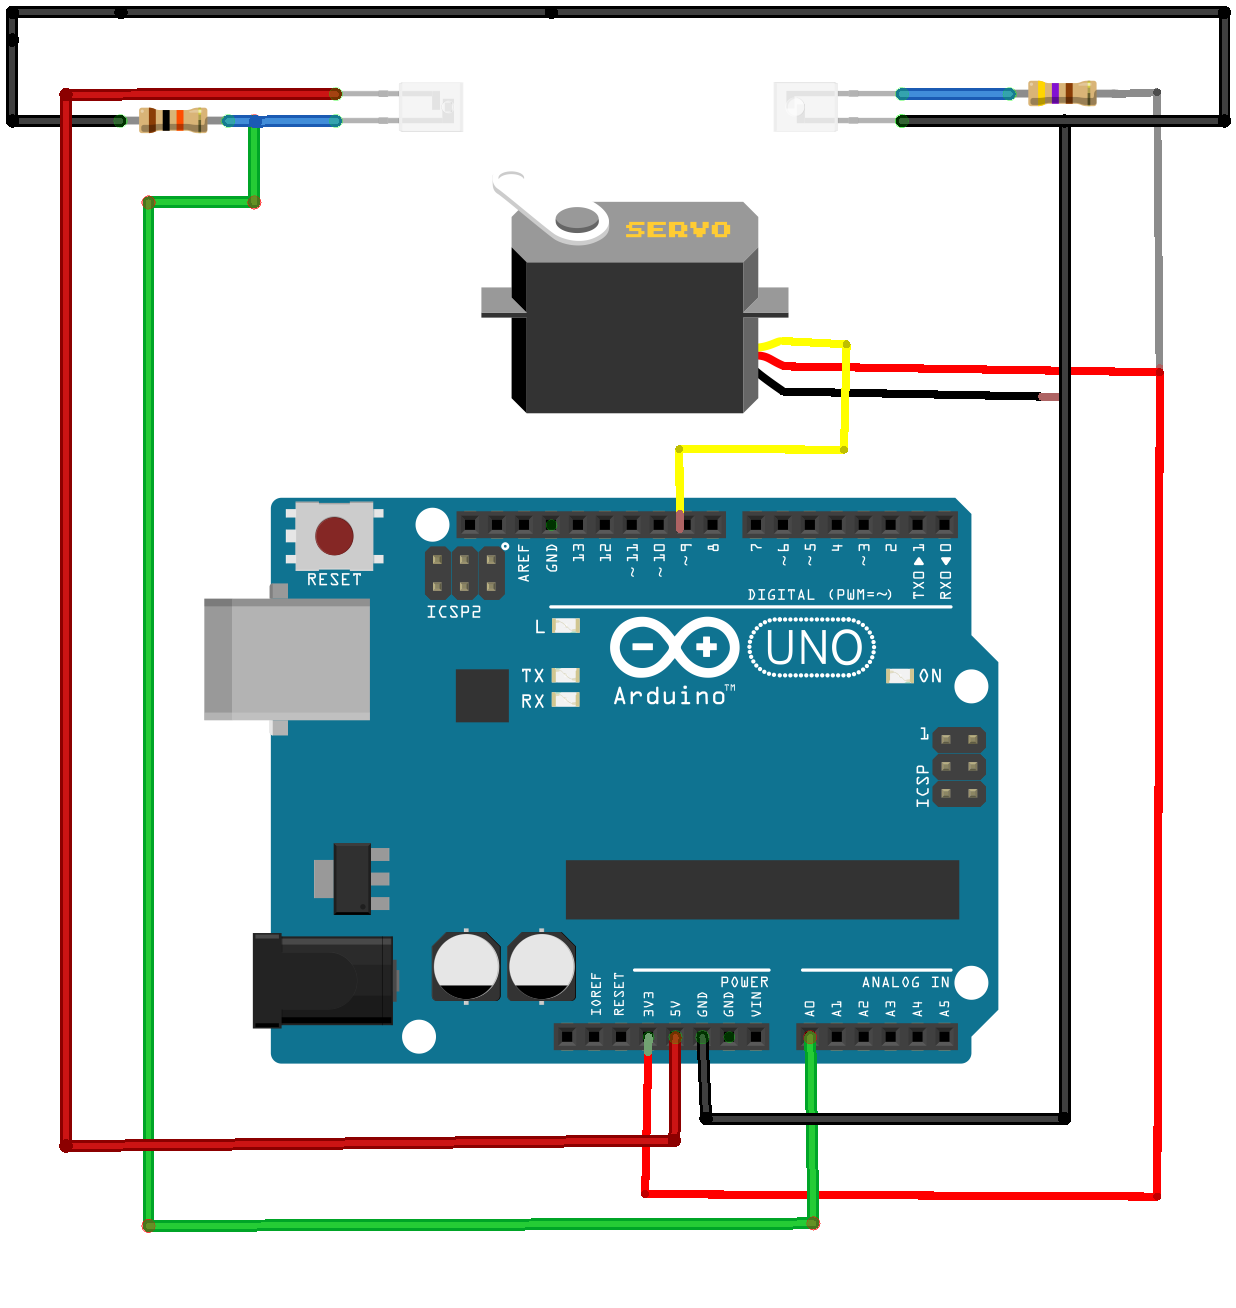 SERVO
RESET
ICSP2
AREF
GND
13
12
~11
~10
~9
8
7
~6
~5
4
~3
2
TX0▶1
RX0◀0
DIGITAL (PWM=~)
L
TX
RX
Arduino™
UNO
ON
1
ICSP
POWER
ANALOG IN
IOREF
RESET
3V3
5V
GND
GND
VIN
A0
A1
A2
A3
A4
A5